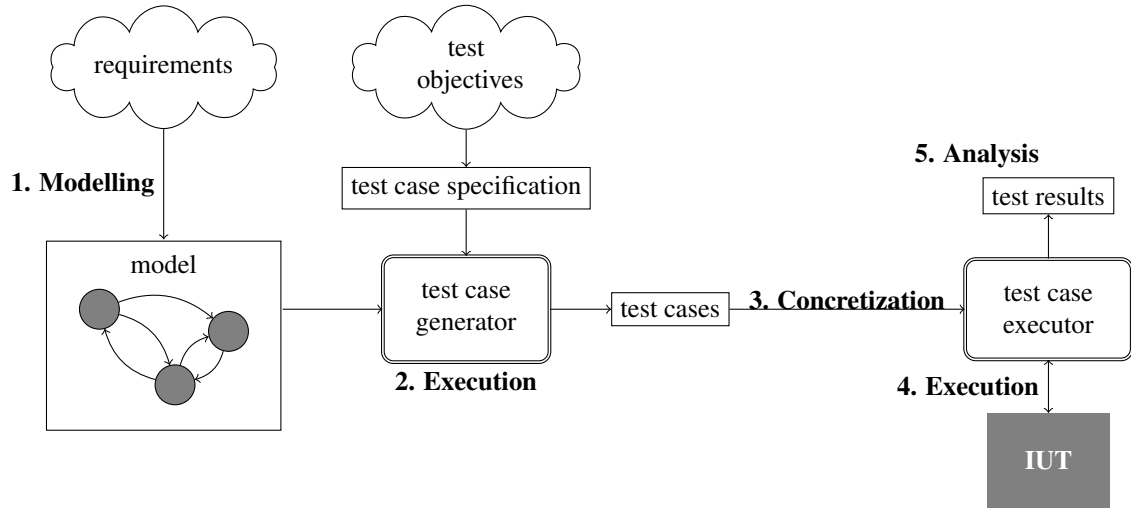 requirements
test
objectives
1. Modelling
test case specification
5. Analysis
test results
model
test case
generator
test cases
3. Concretization
test case
executor
2. Execution
4. Execution
IUT